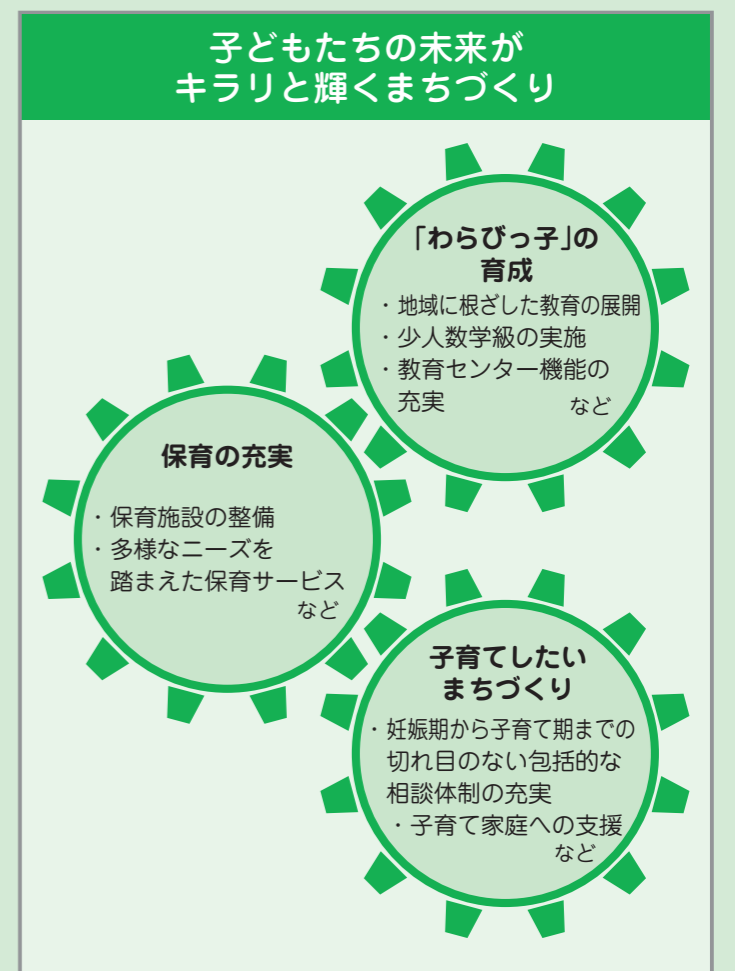 子どもたちの未来が
キラリと輝くまちづくり
「わらびっ子」の
育成
・地域に根ざした教育の展開
・少人数学級の実施
・教育センター機能の
充実 など
保育の充実
・保育施設の整備
・多様なニーズを
踏まえた保育サービス
など
子育てしたい
まちづくり
・妊娠期から子育て期までの
切れ目のない包括的な
相談体制の充実
・子育て家庭への支援
など